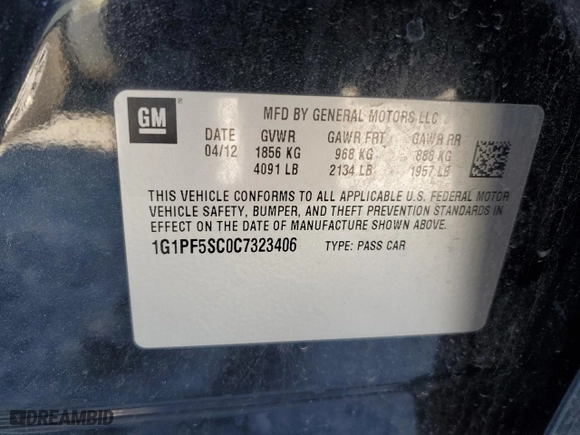 GM
MFD BY GENERAL MOTORS LLC
DATE GVWR GAWR FRT GAWR RR
04/12 1856 KG 968 KG 888 KG
4091 LB 2134 LB 1957 LB
THIS VEHICLE CONFORMS TO ALL APPLICABLE U.S. FEDERAL MOTOR
VEHICLE SAFETY, BUMPER, AND THEFT PREVENTION STANDARDS IN
EFFECT ON THE DATE OF MANUFACTURE SHOWN ABOVE.
1G1PF5SC0C7323406 TYPE: PASS CAR
DREAMBID